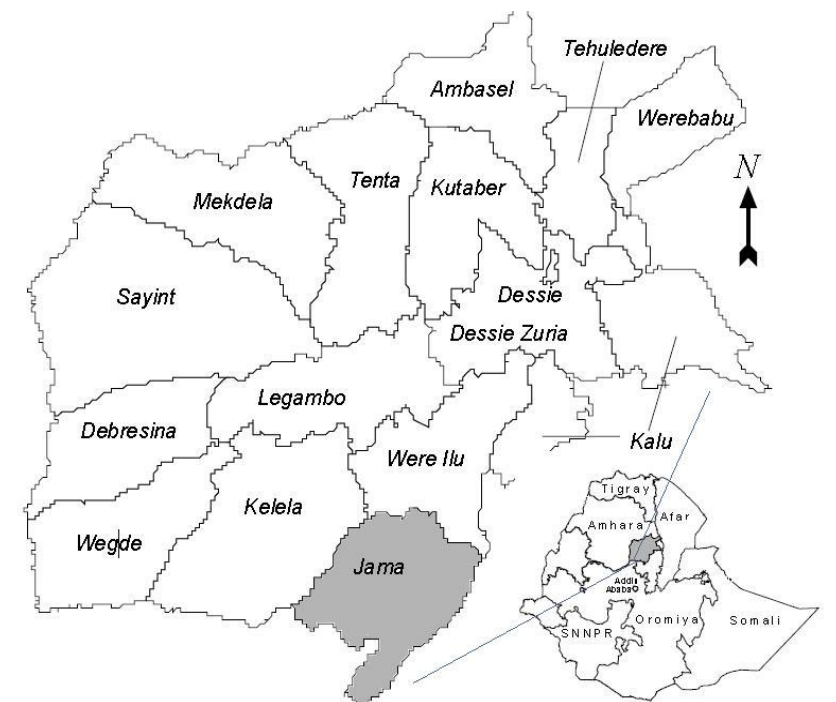 Tehuledere
Ambasel
Werebabu
N
Tenta
Kutaber
Mekdela
Sayint
Dessie
Dessie Zuria
Legambo
Debresina
Kalu
Were Ilu
Kelela
Wegde
Jama
Tigray
Afar
Amhara
Addis
Ababa
SNNPR
Oromiya
Somali